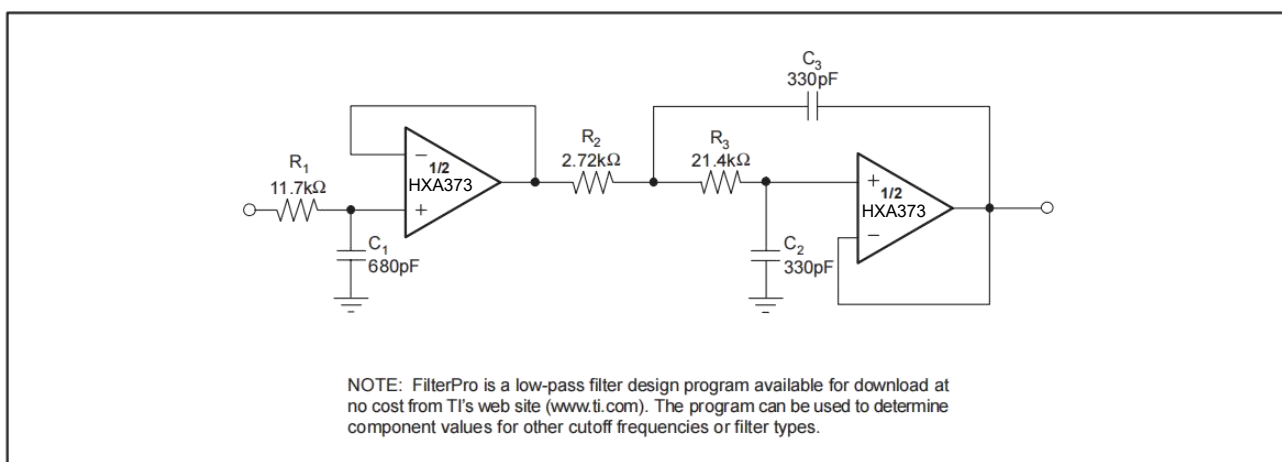 C3
330pF
R2
2.72kΩ
R3
21.4kΩ
R1
11.7kΩ
−
1/2
HXA373
+
+
1/2
HXA373
−
C1
680pF
C2
330pF
NOTE: FilterPro is a low-pass filter design program available for download at
no cost from TI's web site (www.ti.com). The program can be used to determine
component values for other cutoff frequencies or filter types.